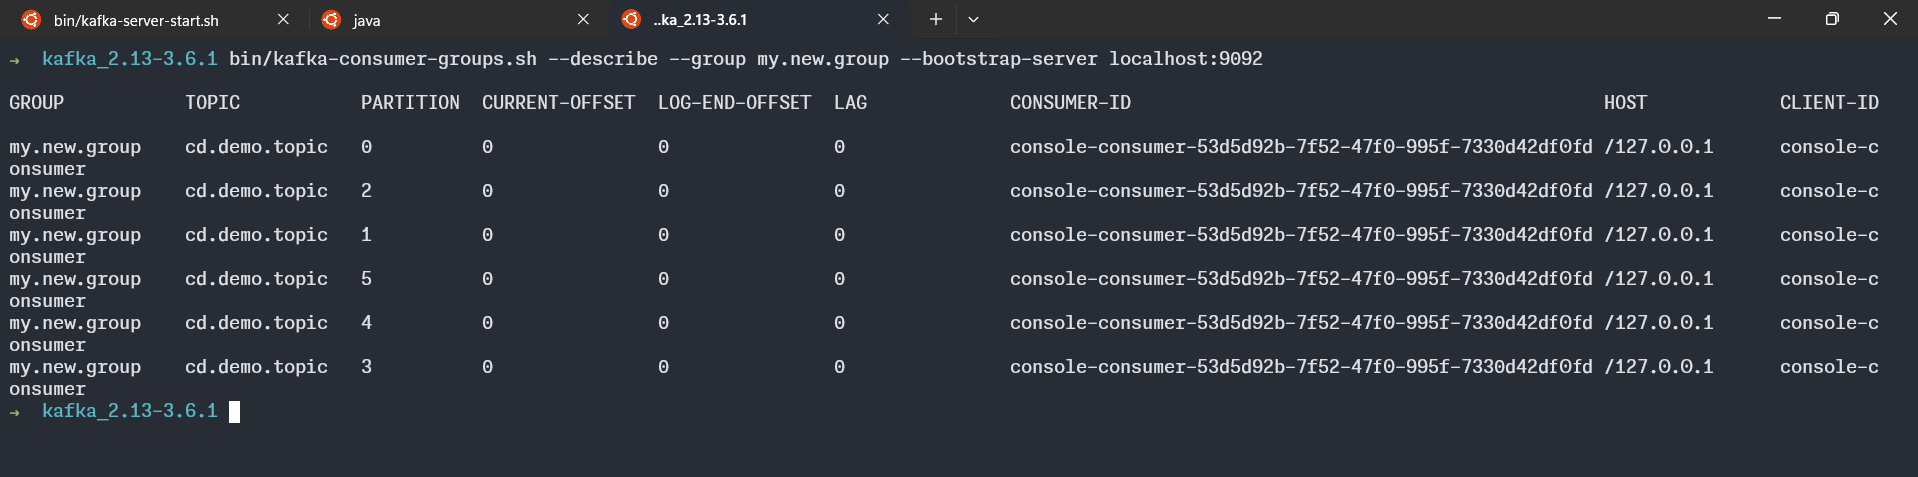 bin/kafka-server-start.sh java ..ka_2.13-3.6.1
→ kafka_2.13-3.6.1 bin/kafka-consumer-groups.sh --describe --group my.new.group --bootstrap-server localhost:9092
GROUP TOPIC PARTITION CURRENT-OFFSET LOG-END-OFFSET LAG CONSUMER-ID HOST CLIENT-ID
my.new.group cd.demo.topic 0 0 0 0 console-consumer-53d5d92b-7f52-47f0-995f-7330d42df0fd /127.0.0.1 console-c
onsumer
my.new.group cd.demo.topic 2 0 0 0 console-consumer-53d5d92b-7f52-47f0-995f-7330d42df0fd /127.0.0.1 console-c
onsumer
my.new.group cd.demo.topic 1 0 0 0 console-consumer-53d5d92b-7f52-47f0-995f-7330d42df0fd /127.0.0.1 console-c
onsumer
my.new.group cd.demo.topic 5 0 0 0 console-consumer-53d5d92b-7f52-47f0-995f-7330d42df0fd /127.0.0.1 console-c
onsumer
my.new.group cd.demo.topic 4 0 0 0 console-consumer-53d5d92b-7f52-47f0-995f-7330d42df0fd /127.0.0.1 console-c
onsumer
my.new.group cd.demo.topic 3 0 0 0 console-consumer-53d5d92b-7f52-47f0-995f-7330d42df0fd /127.0.0.1 console-c
onsumer
→ kafka_2.13-3.6.1